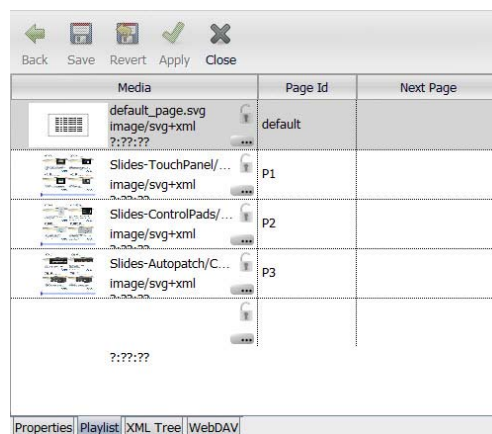 Back Save Revert Apply Close
Media Page Id Next Page
default_page.svg
image/svg+xml
?:??:??
default
Slides-TouchPanel/...
image/svg+xml
P1
Slides-ControlPads/...
image/svg+xml
P2
Slides-Autopatch/C...
image/svg+xml
P3
?:??:??
Properties Playlist XML Tree WebDAV